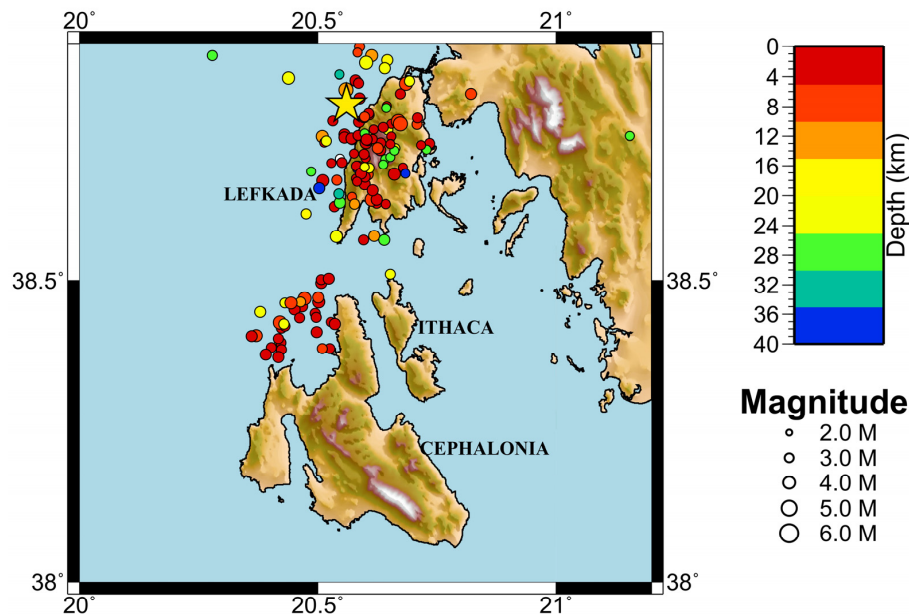 20° 20.5° 21°
LEFKADA
38.5° 38.5°
ITHACA
CEPHALONIA
38° 38°
20° 20.5° 21°
0
4
8
12
16
20
24
28
32
36
40
Depth (km)
Magnitude
2.0 M
3.0 M
4.0 M
5.0 M
6.0 M